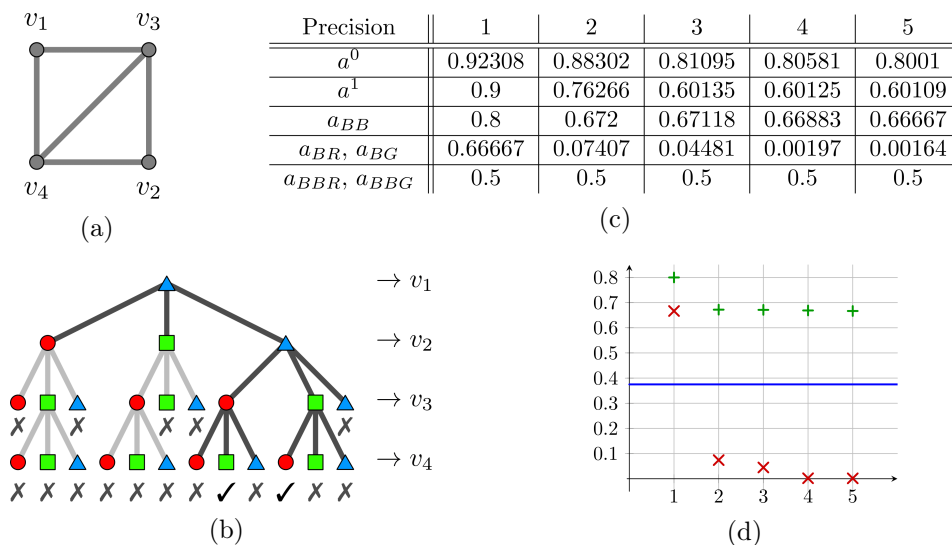 v1 v3
v4 v2
(a)
Precision 1 2 3 4 5
a^0 0.92308 0.88302 0.81095 0.80581 0.8001
a^1 0.9 0.76266 0.60135 0.60125 0.60109
a_BB 0.8 0.672 0.67118 0.66883 0.66667
a_BR, a_BG 0.66667 0.07407 0.04481 0.00197 0.00164
a_BBR, a_BBG 0.5 0.5 0.5 0.5 0.5
(c)
→ v1
→ v2
→ v3
✗ ✗ ✗ ✗ ✗
→ v4
✗ ✗ ✗ ✗ ✗ ✗ ✗ ✓ ✗ ✓ ✗ ✗
(b)
0.8
0.7
0.6
0.5
0.4
0.3
0.2
0.1
1 2 3 4 5
(d)